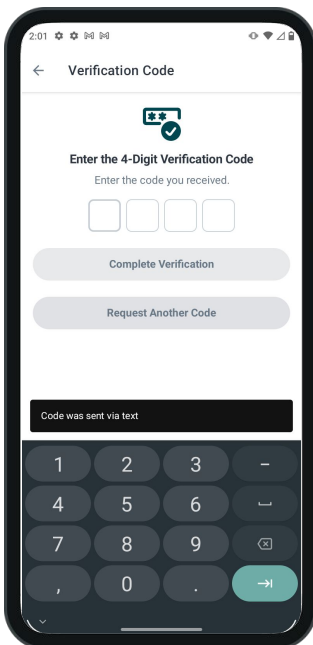 2:01
Verification Code
**
Enter the 4-Digit Verification Code
Enter the code you received.
Complete Verification
Request Another Code
Code was sent via text
1 2 3 -
4 5 6
7 8 9
, 0 .